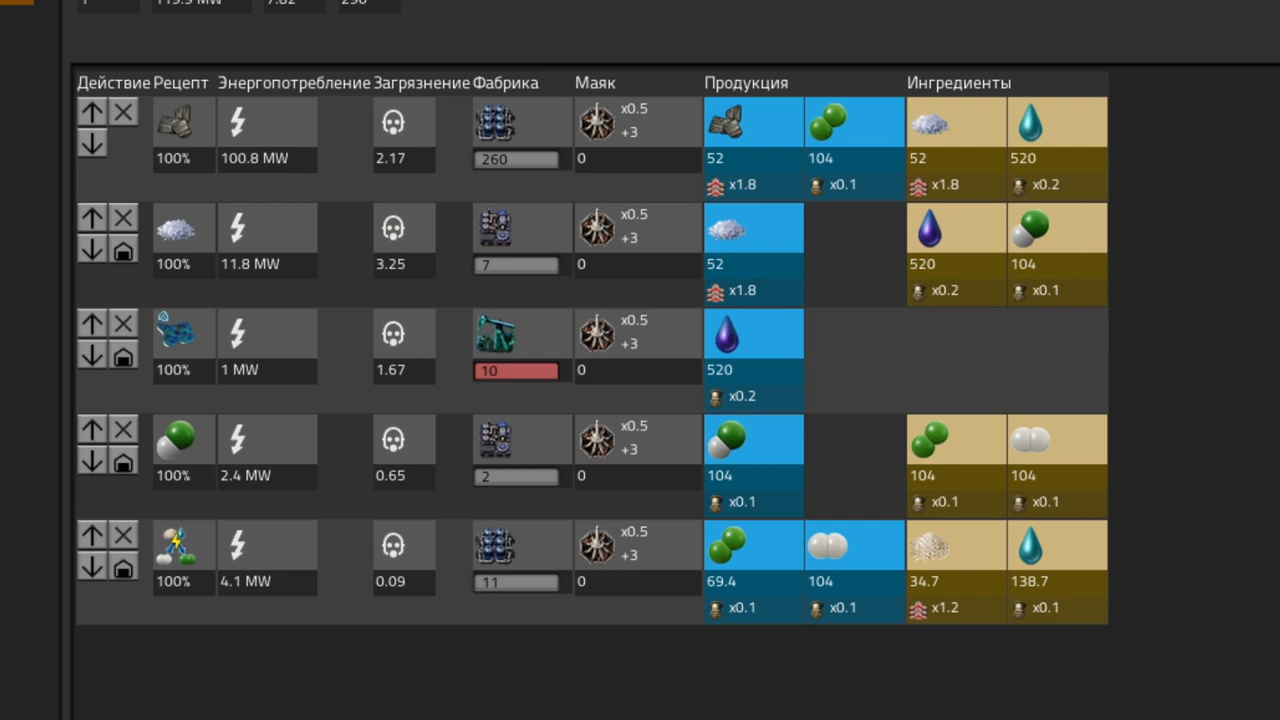 Действие Рецепт Энергопотребление Загрязнение Фабрика Маяк Продукция Ингредиенты
x0.5
+3
100% 100.8 MW 2.17 260 0 52 104 52 520
x1.8 x0.1 x1.8 x0.2
x0.5
+3
100% 11.8 MW 3.25 7 0 52 520 104
x1.8 x0.2 x0.1
x0.5
+3
100% 1 MW 1.67 10 0 520
x0.2
x0.5
+3
100% 2.4 MW 0.65 2 0 104 104 104
x0.1 x0.1 x0.1
x0.5
+3
100% 4.1 MW 0.09 11 0 69.4 104 34.7 138.7
x0.1 x0.1 x1.2 x0.1